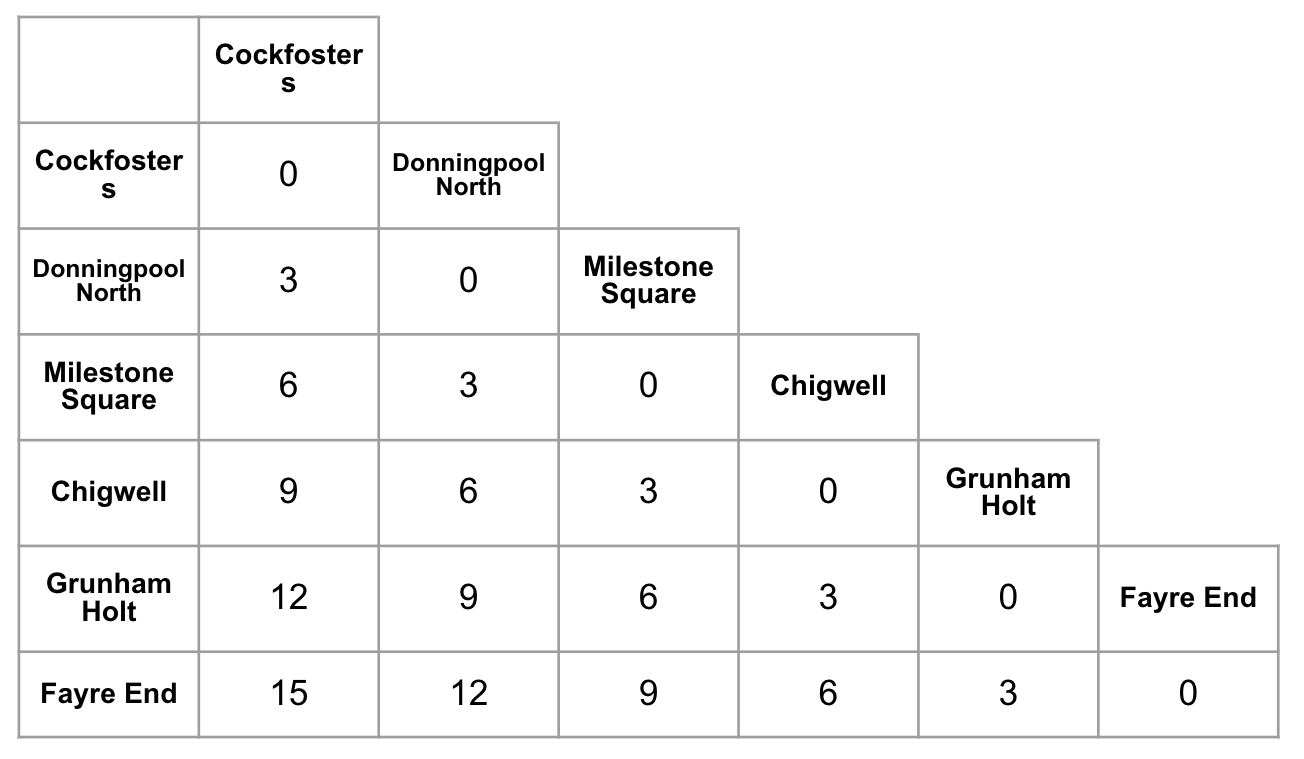 Cockfoster
s
Cockfoster
s
0
Donningpool
North
Donningpool
North
3
0
Milestone
Square
Milestone
Square
6
3
0
Chigwell
Chigwell
9
6
3
0
Grunham
Holt
Grunham
Holt
12
9
6
3
0
Fayre End
Fayre End
15
12
9
6
3
0